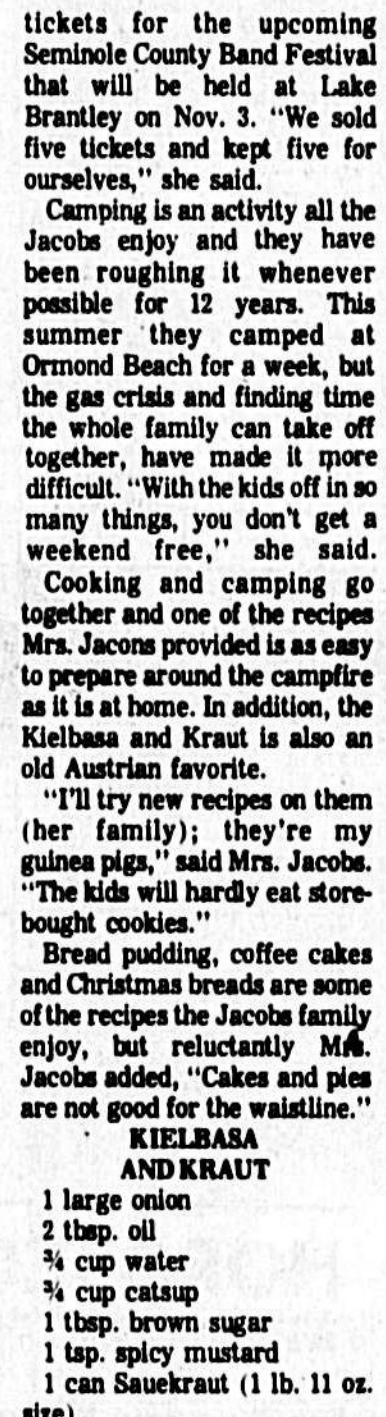 tickets for the upcoming
Seminole County Band Festival
that will be held at Lake
Brantley on Nov. 3. "We sold
five tickets and kept five for
ourselves," she said.
Camping is an activity all the
Jacobs enjoy and they have
been roughing it whenever
possible for 12 years. This
summer they camped at
Ormond Beach for a week, but
the gas crisis and finding time
the whole family can take off
together, have made it more
difficult. "With the kids off in so
many things, you don't get a
weekend free," she said.
Cooking and camping go
together and one of the recipes
Mrs. Jacons provided is as easy
to prepare around the campfire
as it is at home. In addition, the
Kielbasa and Kraut is also an
old Austrian favorite.
"I'll try new recipes on them
(her family); they're my
guinea pigs," said Mrs. Jacobs.
"The kids will hardly eat store-
bought cookies."
Bread pudding, coffee cakes
and Christmas breads are some
of the recipes the Jacobs family
enjoy, but reluctantly Mrs.
Jacobs added, "Cakes and pies
are not good for the waistline."
KIELBASA
AND KRAUT
1 large onion
2 tbsp. oil
¾ cup water
¾ cup catsup
1 tbsp. brown sugar
1 tsp. spicy mustard
1 can Sauekraut (1 lb. 11 oz.
size)